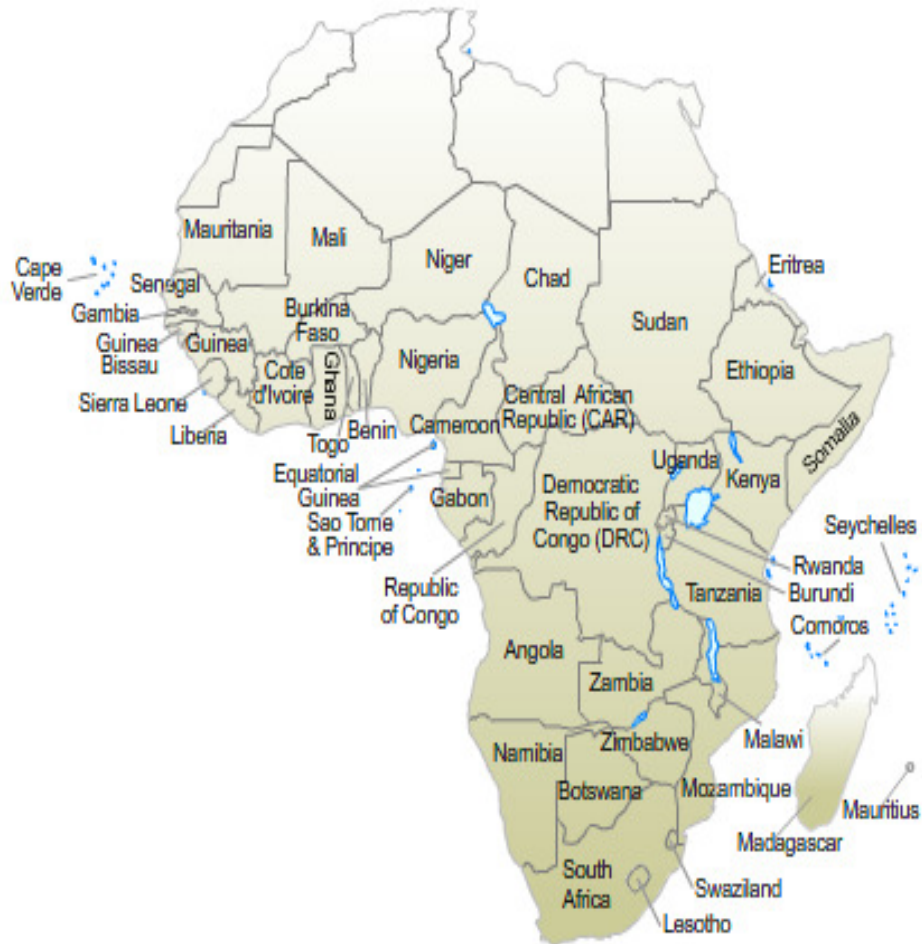 Mauritania
Mali
Niger
Chad
Sudan
Eritrea
Cape
Verde
Senegal
Gambia
Guinea
Bissau
Guinea
Burkina
Faso
Cote
d'Ivoire
Ghana
Nigeria
Ethiopia
Somalia
Sierra Leone
Liberia
Togo
Benin
Cameroon
Central African
Republic (CAR)
Equatorial
Guinea
Sao Tome
& Principe
Gabon
Republic
of Congo
Democratic
Republic of
Congo (DRC)
Uganda
Kenya
Rwanda
Burundi
Tanzania
Seychelles
Comoros
Angola
Zambia
Malawi
Namibia
Zimbabwe
Botswana
Mozambique
Mauritius
Madagascar
South
Africa
Swaziland
Lesotho